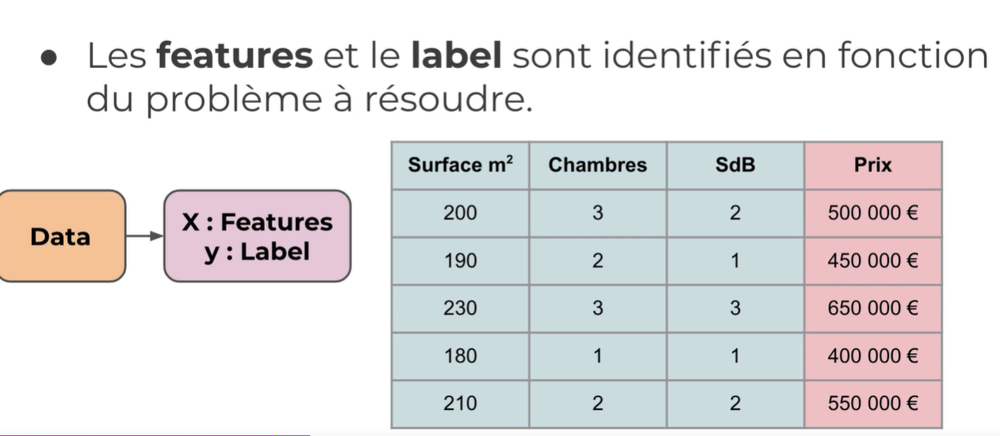 ● Les features et le label sont identifiés en fonction
du problème à résoudre.
Data
X : Features
y : Label
Surface m² Chambres SdB Prix
200 3 2 500 000 €
190 2 1 450 000 €
230 3 3 650 000 €
180 1 1 400 000 €
210 2 2 550 000 €